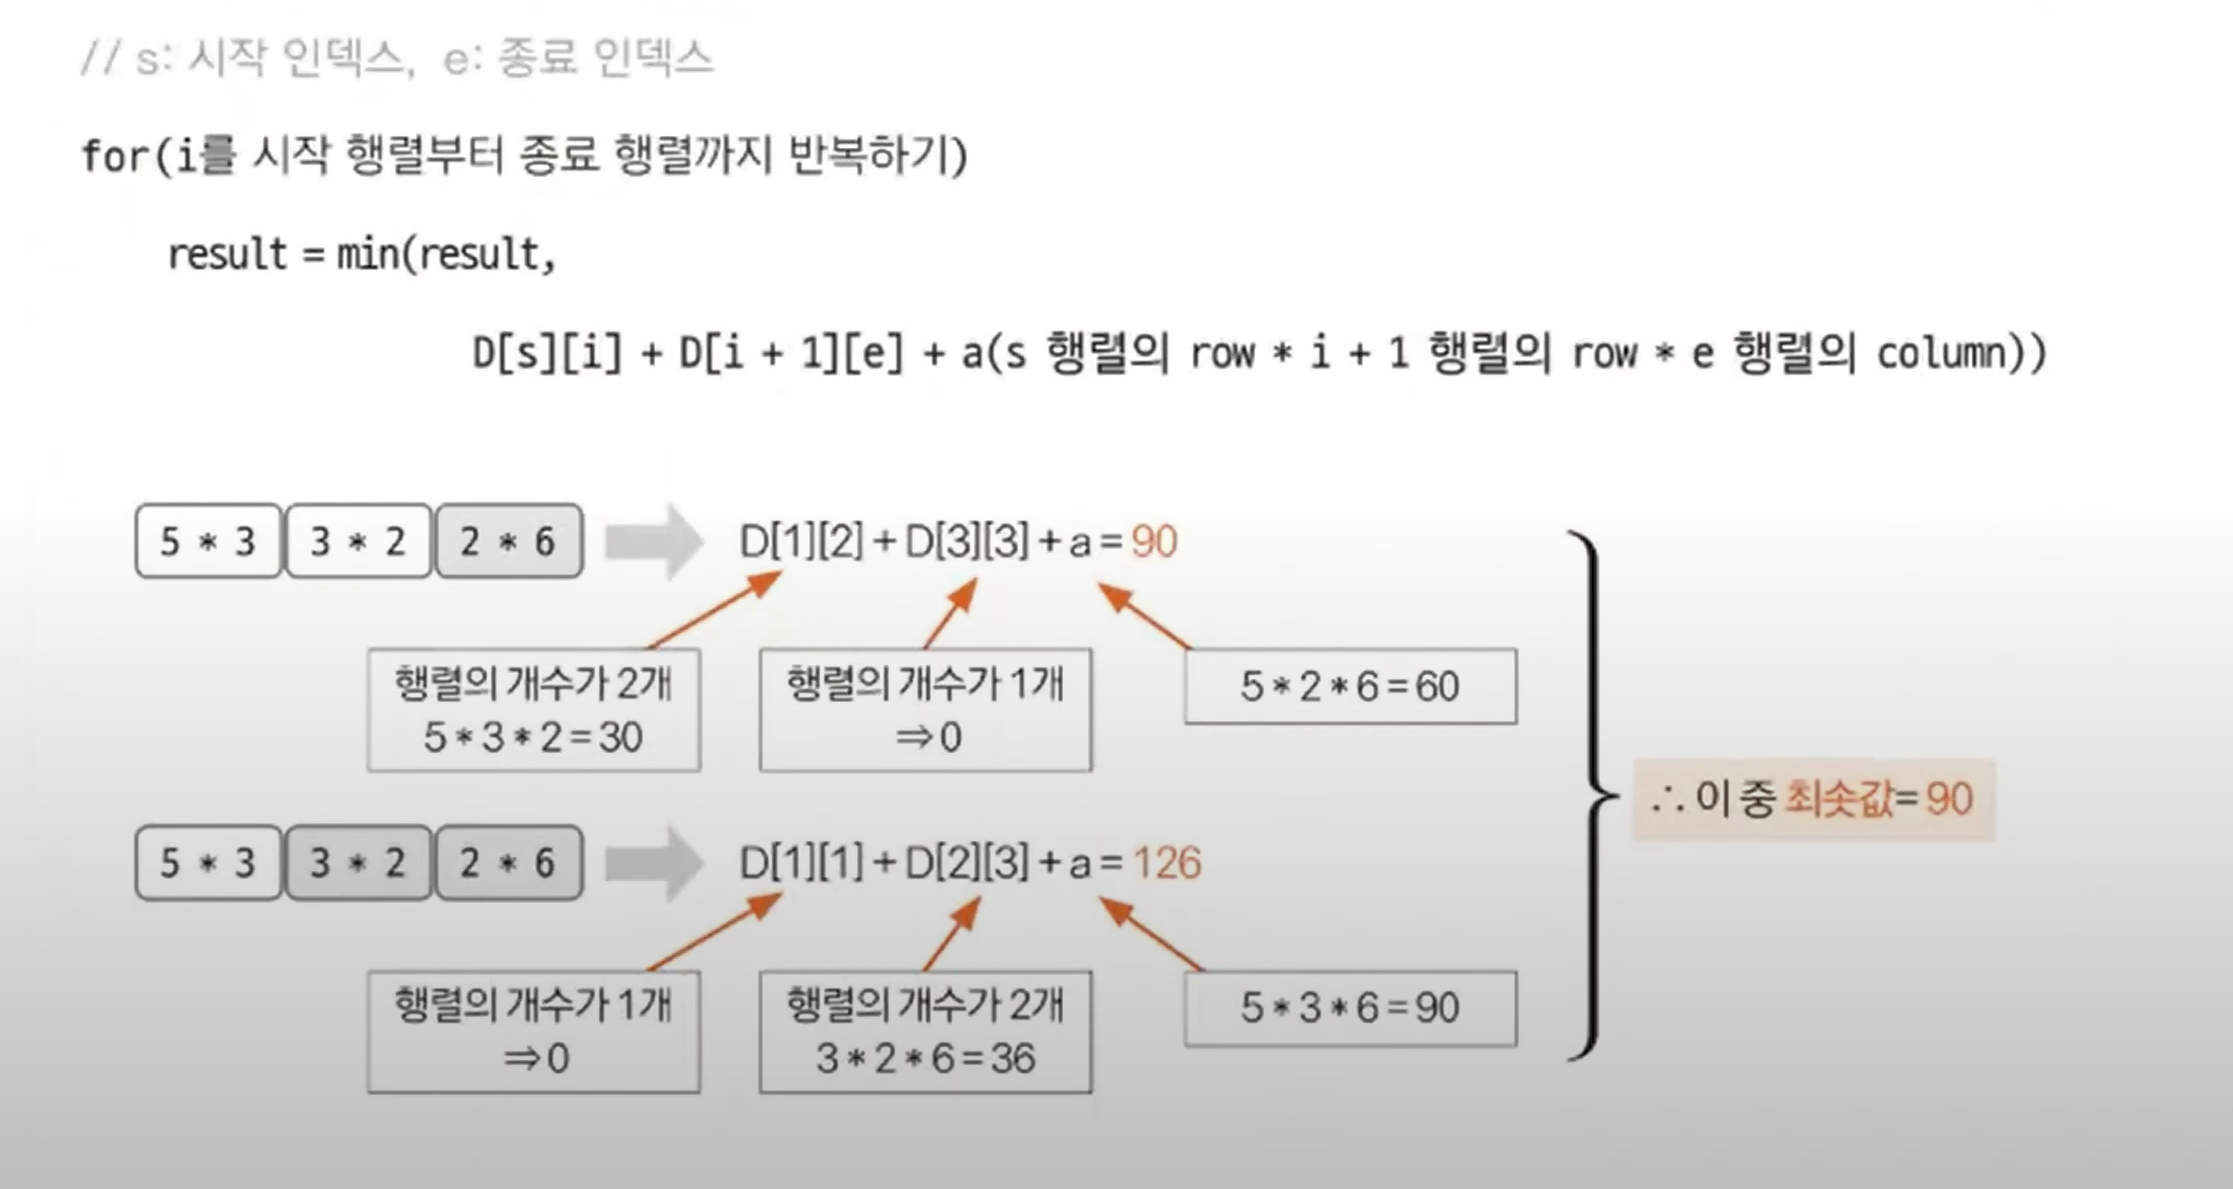 // s: 시작 인덱스, e: 종료 인덱스
for(i를 시작 행렬부터 종료 행렬까지 반복하기)
result = min(result,
D[s][i] + D[i + 1][e] + a(s 행렬의 row * i + 1 행렬의 row * e 행렬의 column))
5 * 3 3 * 2 2 * 6 D[1][2] + D[3][3] + a = 90
행렬의 개수가 2개
5 * 3 * 2 = 30
행렬의 개수가 1개
⇒ 0
5 * 2 * 6 = 60
5 * 3 3 * 2 2 * 6 D[1][1] + D[2][3] + a = 126
행렬의 개수가 1개
⇒ 0
행렬의 개수가 2개
3 * 2 * 6 = 36
5 * 3 * 6 = 90
∴ 이 중 최솟값= 90